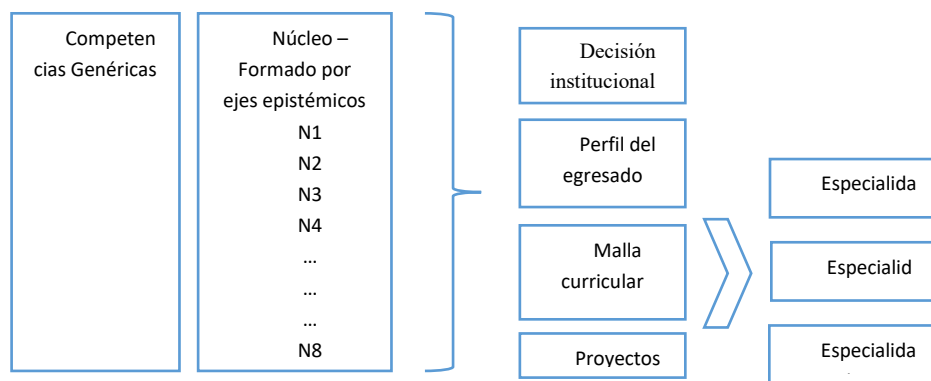 Competen
cias Genéricas
Núcleo –
Formado por
ejes epistémicos
N1
N2
N3
N4
...
...
...
N8
Decisión
institucional
Perfil del
egresado
Malla
curricular
Proyectos
Especialida
Especialid
Especialida